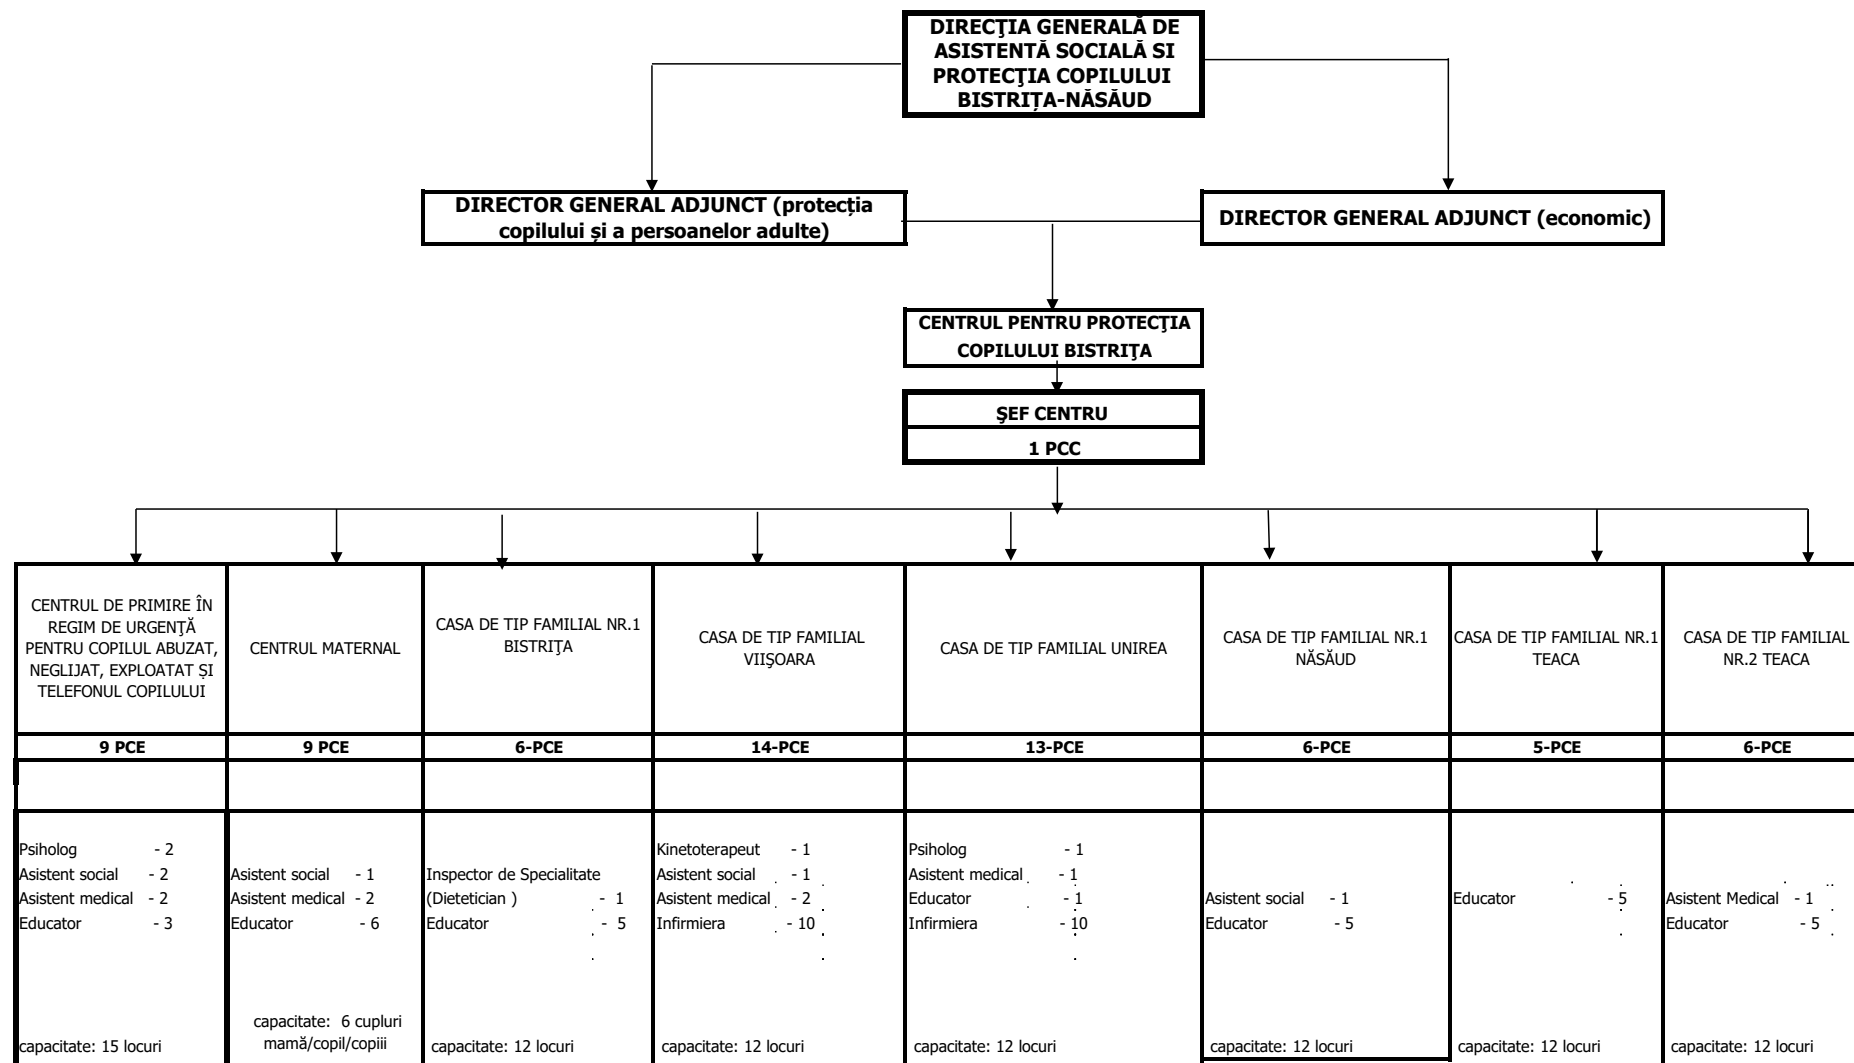 DIRECŢIA GENERALĂ DE
ASISTENTĂ SOCIALĂ SI
PROTECŢIA COPILULUI
BISTRIȚA-NĂSĂUD
DIRECTOR GENERAL ADJUNCT (protecția
copilului și a persoanelor adulte)
DIRECTOR GENERAL ADJUNCT (economic)
CENTRUL PENTRU PROTECŢIA
COPILULUI BISTRIŢA
ŞEF CENTRU
1 PCC
CENTRUL DE PRIMIRE ÎN
REGIM DE URGENŢĂ
PENTRU COPILUL ABUZAT,
NEGLIJAT, EXPLOATAT ȘI
TELEFONUL COPILULUI
9 PCE
Psiholog - 2
Asistent social - 2
Asistent medical - 2
Educator - 3
capacitate: 15 locuri
CENTRUL MATERNAL
9 PCE
Asistent social - 1
Asistent medical - 2
Educator - 6
capacitate: 6 cupluri
mamă/copil/copiii
CASA DE TIP FAMILIAL NR.1
BISTRIŢA
6-PCE
Inspector de Specialitate
(Dietetician ) - 1
Educator - 5
capacitate: 12 locuri
CASA DE TIP FAMILIAL
VIIŞOARA
14-PCE
Kinetoterapeut - 1
Asistent social - 1
Asistent medical - 2
Infirmiera - 10
capacitate: 12 locuri
CASA DE TIP FAMILIAL UNIREA
13-PCE
Psiholog - 1
Asistent medical - 1
Educator - 1
Infirmiera - 10
capacitate: 12 locuri
CASA DE TIP FAMILIAL NR.1
NĂSĂUD
6-PCE
Asistent social - 1
Educator - 5
capacitate: 12 locuri
CASA DE TIP FAMILIAL NR.1
TEACA
5-PCE
Educator - 5
capacitate: 12 locuri
CASA DE TIP FAMILIAL
NR.2 TEACA
6-PCE
Asistent Medical - 1
Educator - 5
capacitate: 12 locuri